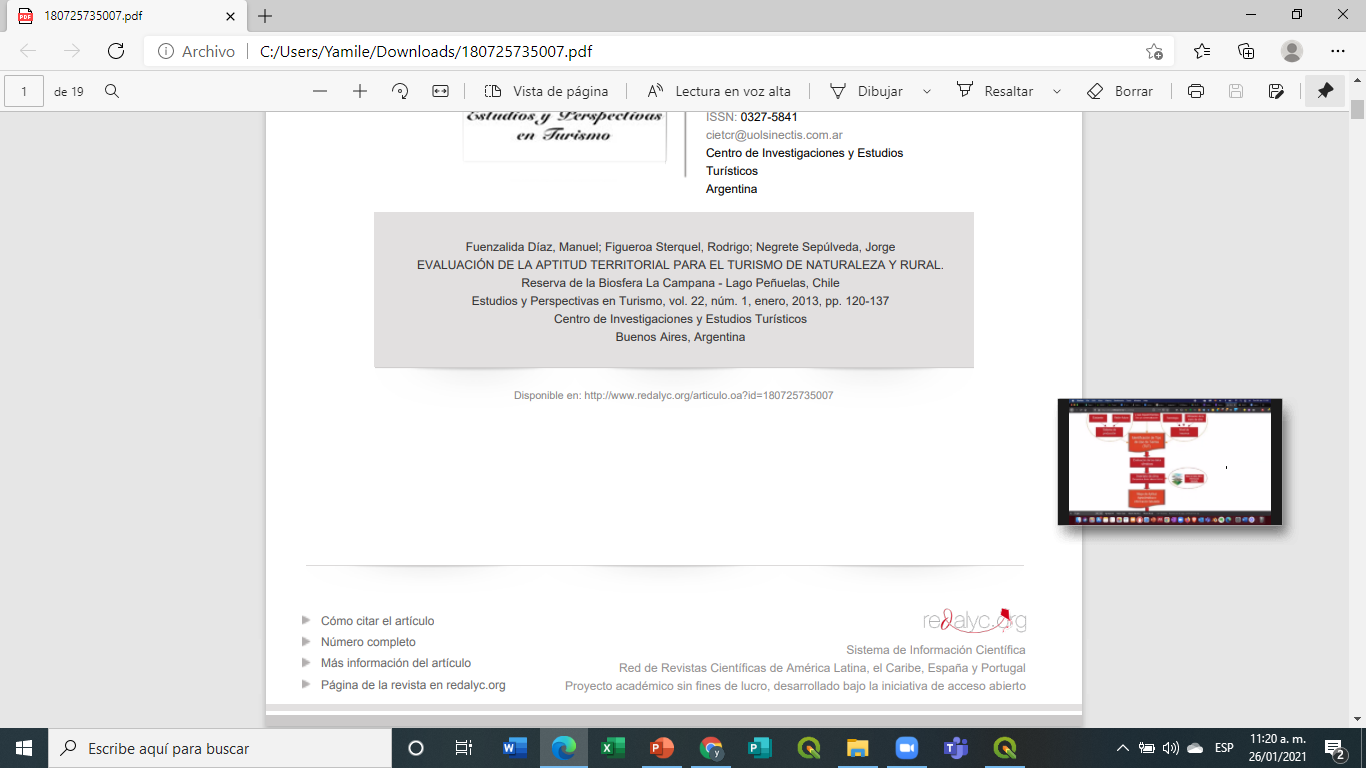 180725735007.pdf
Archivo
C:/Users/Yamile/Downloads/180725735007.pdf
1 de 19
Vista de página
Lectura en voz alta
Dibujar
Resaltar
Borrar
Estudios y Perspectivas
en Turismo
ISSN: 0327-5841
cietcr@uolsinectis.com.ar
Centro de Investigaciones y Estudios
Turísticos
Argentina
Fuenzalida Díaz, Manuel; Figueroa Sterquel, Rodrigo; Negrete Sepúlveda, Jorge
EVALUACIÓN DE LA APTITUD TERRITORIAL PARA EL TURISMO DE NATURALEZA Y RURAL.
Reserva de la Biosfera La Campana - Lago Peñuelas, Chile
Estudios y Perspectivas en Turismo, vol. 22, núm. 1, enero, 2013, pp. 120-137
Centro de Investigaciones y Estudios Turísticos
Buenos Aires, Argentina
Disponible en: http://www.redalyc.org/articulo.oa?id=180725735007
Cómo citar el artículo
Número completo
Más información del artículo
Página de la revista en redalyc.org
redalyc.org
Sistema de Información Científica
Red de Revistas Científicas de América Latina, el Caribe, España y Portugal
Proyecto académico sin fines de lucro, desarrollado bajo la iniciativa de acceso abierto
Escribe aquí para buscar
ESP
11:20 a. m.
26/01/2021
2